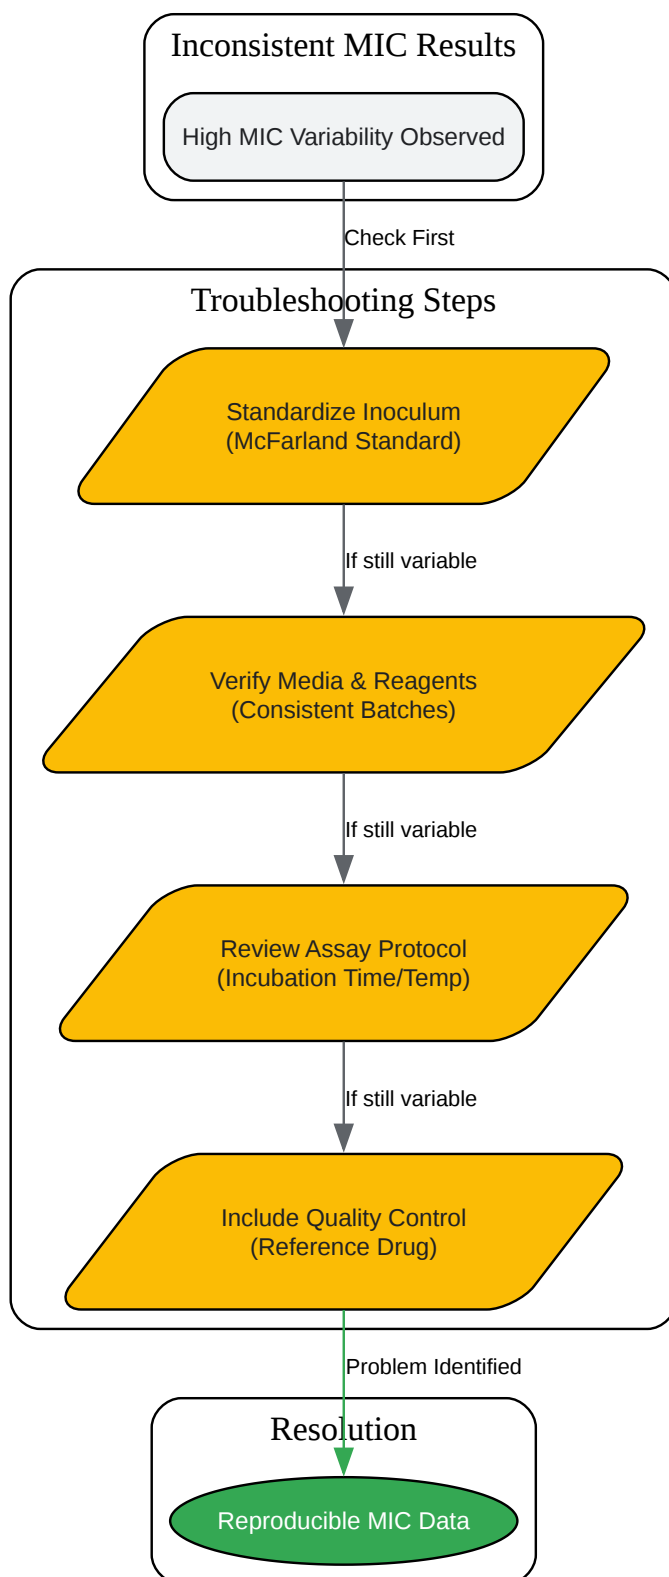 Inconsistent MIC Results
High MIC Variability Observed
Check First
Troubleshooting Steps
Standardize Inoculum
(McFarland Standard)
If still variable
Verify Media & Reagents
(Consistent Batches)
If still variable
Review Assay Protocol
(Incubation Time/Temp)
If still variable
Include Quality Control
(Reference Drug)
Problem Identified
Resolution
Reproducible MIC Data